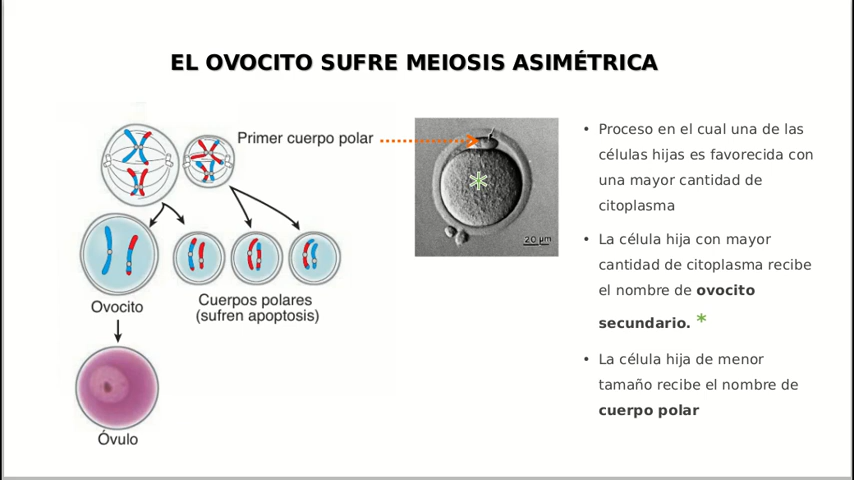 EL OVOCITO SUFRE MEIOSIS ASIMÉTRICA
Primer cuerpo polar
20 µm
Ovocito
Cuerpos polares
(sufren apoptosis)
Óvulo
• Proceso en el cual una de las
células hijas es favorecida con
una mayor cantidad de
citoplasma
• La célula hija con mayor
cantidad de citoplasma recibe
el nombre de ovocito
secundario. *
• La célula hija de menor
tamaño recibe el nombre de
cuerpo polar